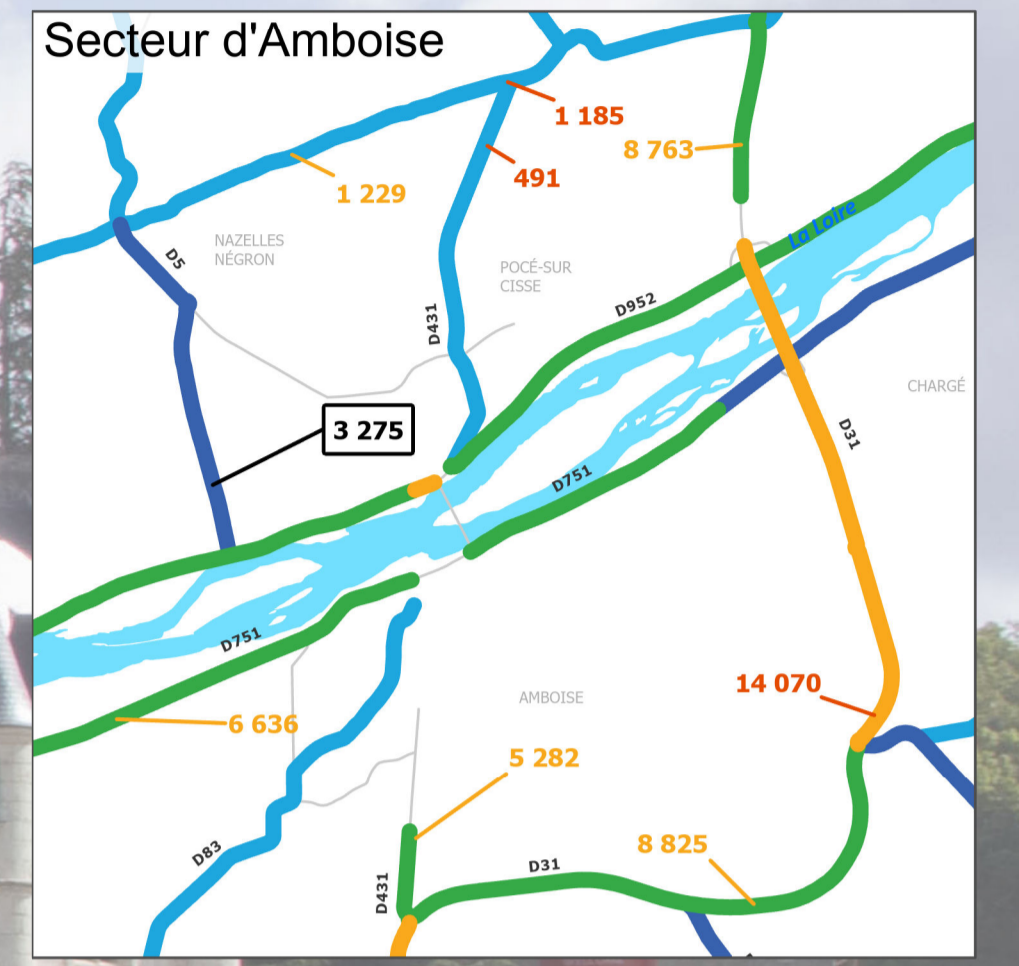 Secteur d'Amboise
1 185
8 763
491
1 229
La Loire
NAZELLES
NÉGRON
D5
POCÉ-SUR
CISSE
D952
D431
CHARGÉ
3 275
D31
D751
D751
AMBOISE
14 070
6 636
5 282
8 825
D83
D31
D431